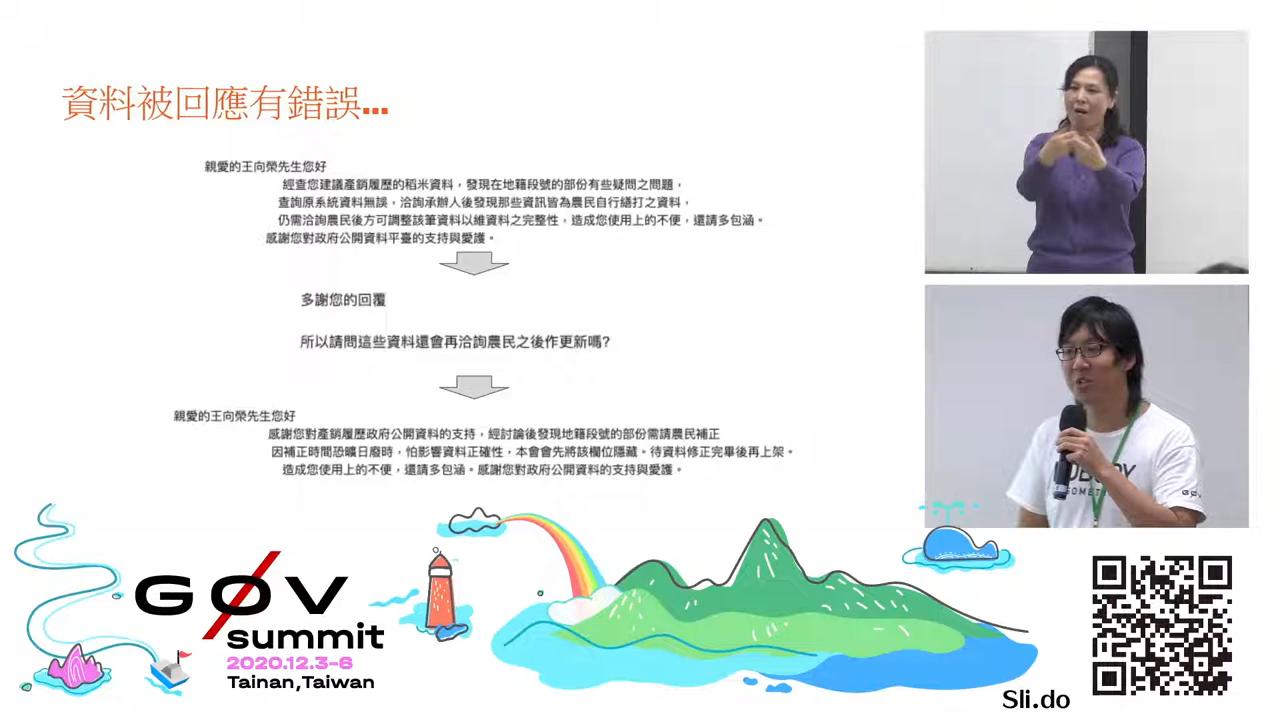 資料被回應有錯誤...
親愛的王向榮先生您好
經查您建議產銷履歷的稻米資料，發現在地籍段號的部份有些疑問之問題，
查詢原系統資料無誤，洽詢承辦人後發現那些資訊皆為農民自行繕打之資料，
仍需洽詢農民後方可調整該筆資料以維資料之完整性，造成您使用上的不便，還請多包涵。
感謝您對政府公開資料平臺的支持與愛護。
多謝您的回覆
所以請問這些資料還會再洽詢農民之後作更新嗎?
親愛的王向榮先生您好
感謝您對產銷履歷政府公開資料的支持，經討論後發現地籍段號的部份需請農民補正
因補正時間恐曠日廢時，怕影響資料正確性，本會會先將該欄位隱藏。待資料修正完畢後再上架。
造成您使用上的不便，還請多包涵。感謝您對政府公開資料的支持與愛護。
GØV
summit
2020.12.3-6
Tainan,Taiwan
Sli.do